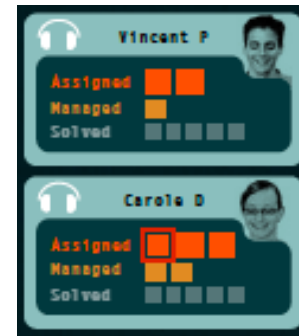 Vincent P
Assigned
Managed
Solved
Carole D
Assigned
Managed
Solved